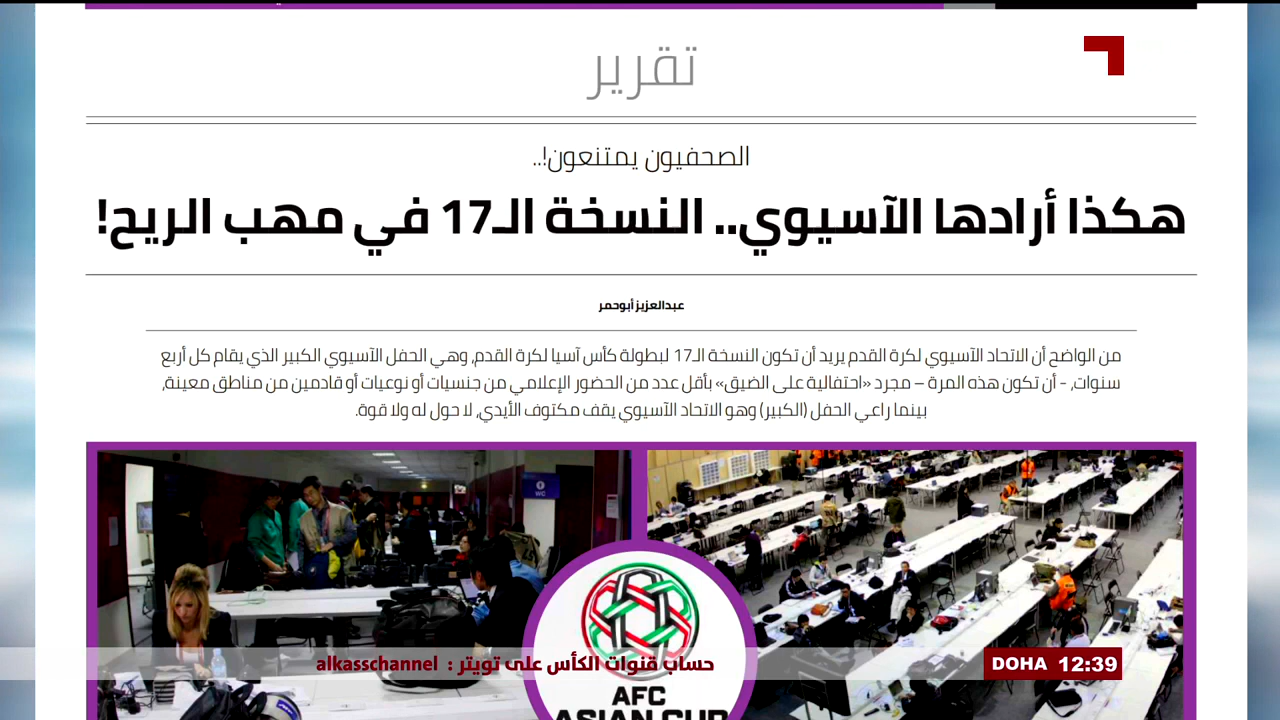 تقرير
الصحفيون يمتنعون!..
هكذا أرادها الآسيوي.. النسخة الـ17 في مهب الريح!
عبدالعزيز أبوحمر
من الواضح أن الاتحاد الآسيوي لكرة القدم يريد أن تكون النسخة الـ17 لبطولة كأس آسيا لكرة القدم، وهي الحفل الآسيوي الكبير الذي يقام كل أربع
سنوات، - أن تكون هذه المرة – مجرد «احتفالية على الضيق» بأقل عدد من الحضور الإعلامي من جنسيات أو نوعيات أو قادمين من مناطق معينة،
بينما راعي الحفل (الكبير) وهو الاتحاد الآسيوي يقف مكتوف الأيدي، لا حول له ولا قوة.
WC
حساب قنوات الكأس على تويتر : alkasschannel
DOHA 12:39
AFC
ASIAN CUP